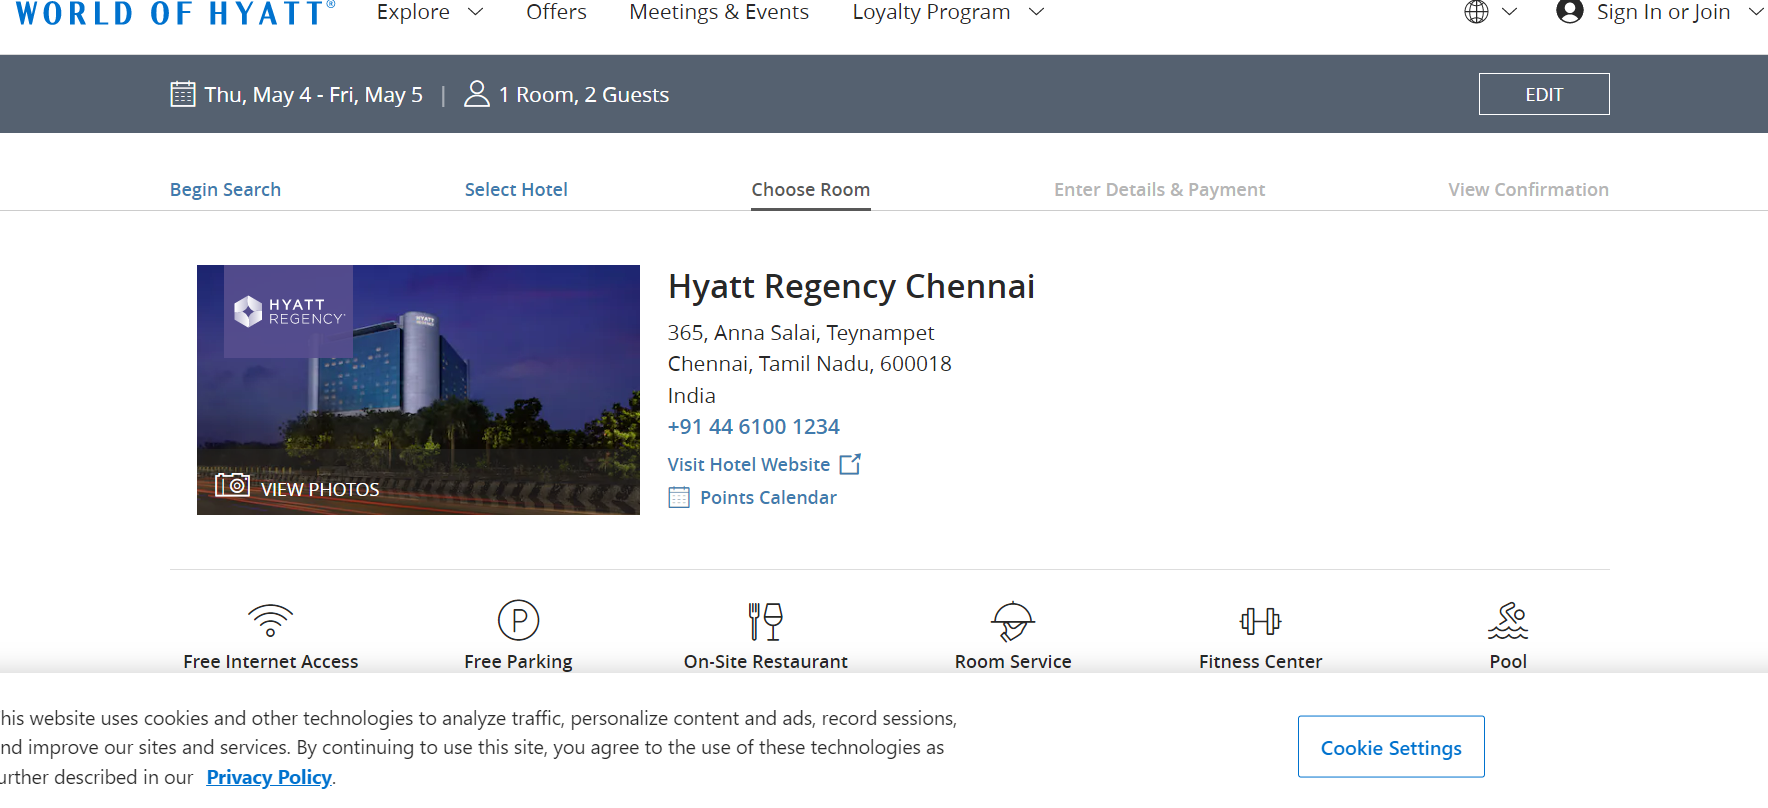 WORLD OF HYATT®
Explore
Offers
Meetings & Events
Loyalty Program
Sign In or Join
Thu, May 4 - Fri, May 5 | 1 Room, 2 Guests
EDIT
Begin Search
Select Hotel
Choose Room
Enter Details & Payment
View Confirmation
HYATT
REGENCY
HYATT
REGENCY
VIEW PHOTOS
Hyatt Regency Chennai
365, Anna Salai, Teynampet
Chennai, Tamil Nadu, 600018
India
+91 44 6100 1234
Visit Hotel Website
Points Calendar
P
Free Internet Access
Free Parking
On-Site Restaurant
Room Service
Fitness Center
Pool
his website uses cookies and other technologies to analyze traffic, personalize content and ads, record sessions,
nd improve our sites and services. By continuing to use this site, you agree to the use of these technologies as
urther described in our Privacy Policy.
Cookie Settings